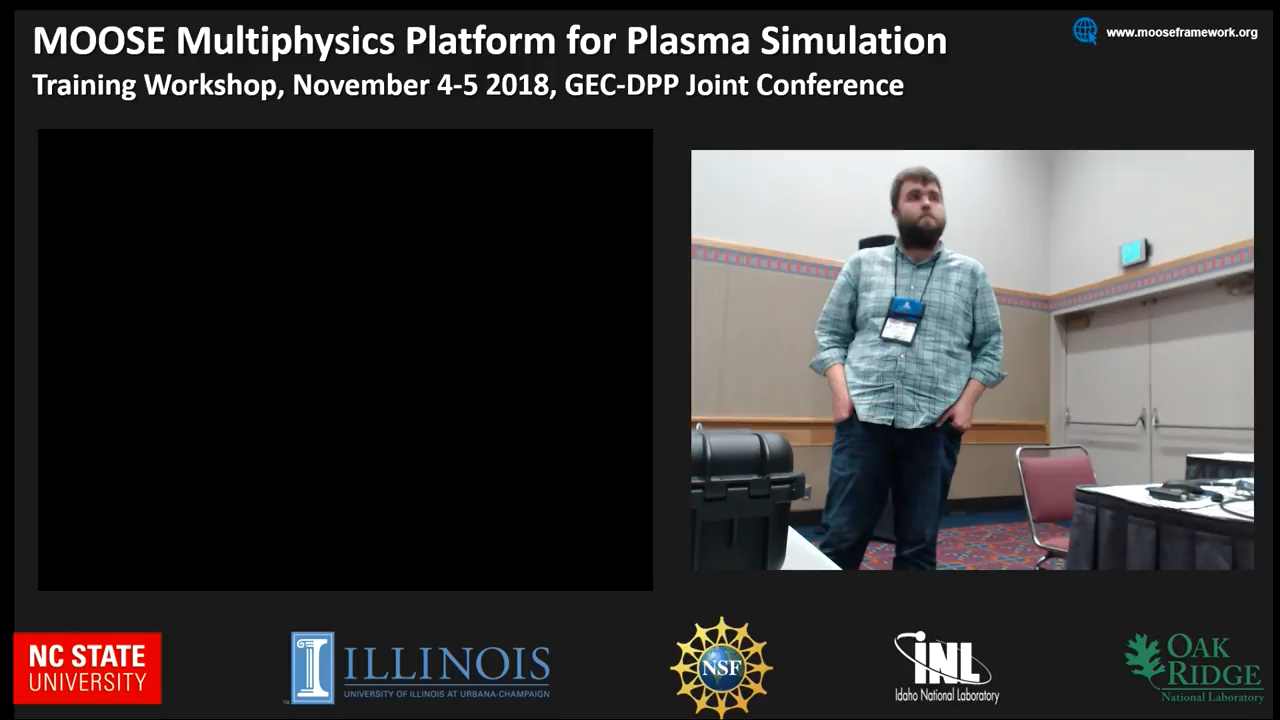 MOOSE Multiphysics Platform for Plasma Simulation
www.mooseframework.org
Training Workshop, November 4-5 2018, GEC-DPP Joint Conference
NC STATE
UNIVERSITY
ILLINOIS
UNIVERSITY OF ILLINOIS AT URBANA-CHAMPAIGN
TM
NSF
INL
Idaho National Laboratory
OAK
RIDGE
National Laboratory